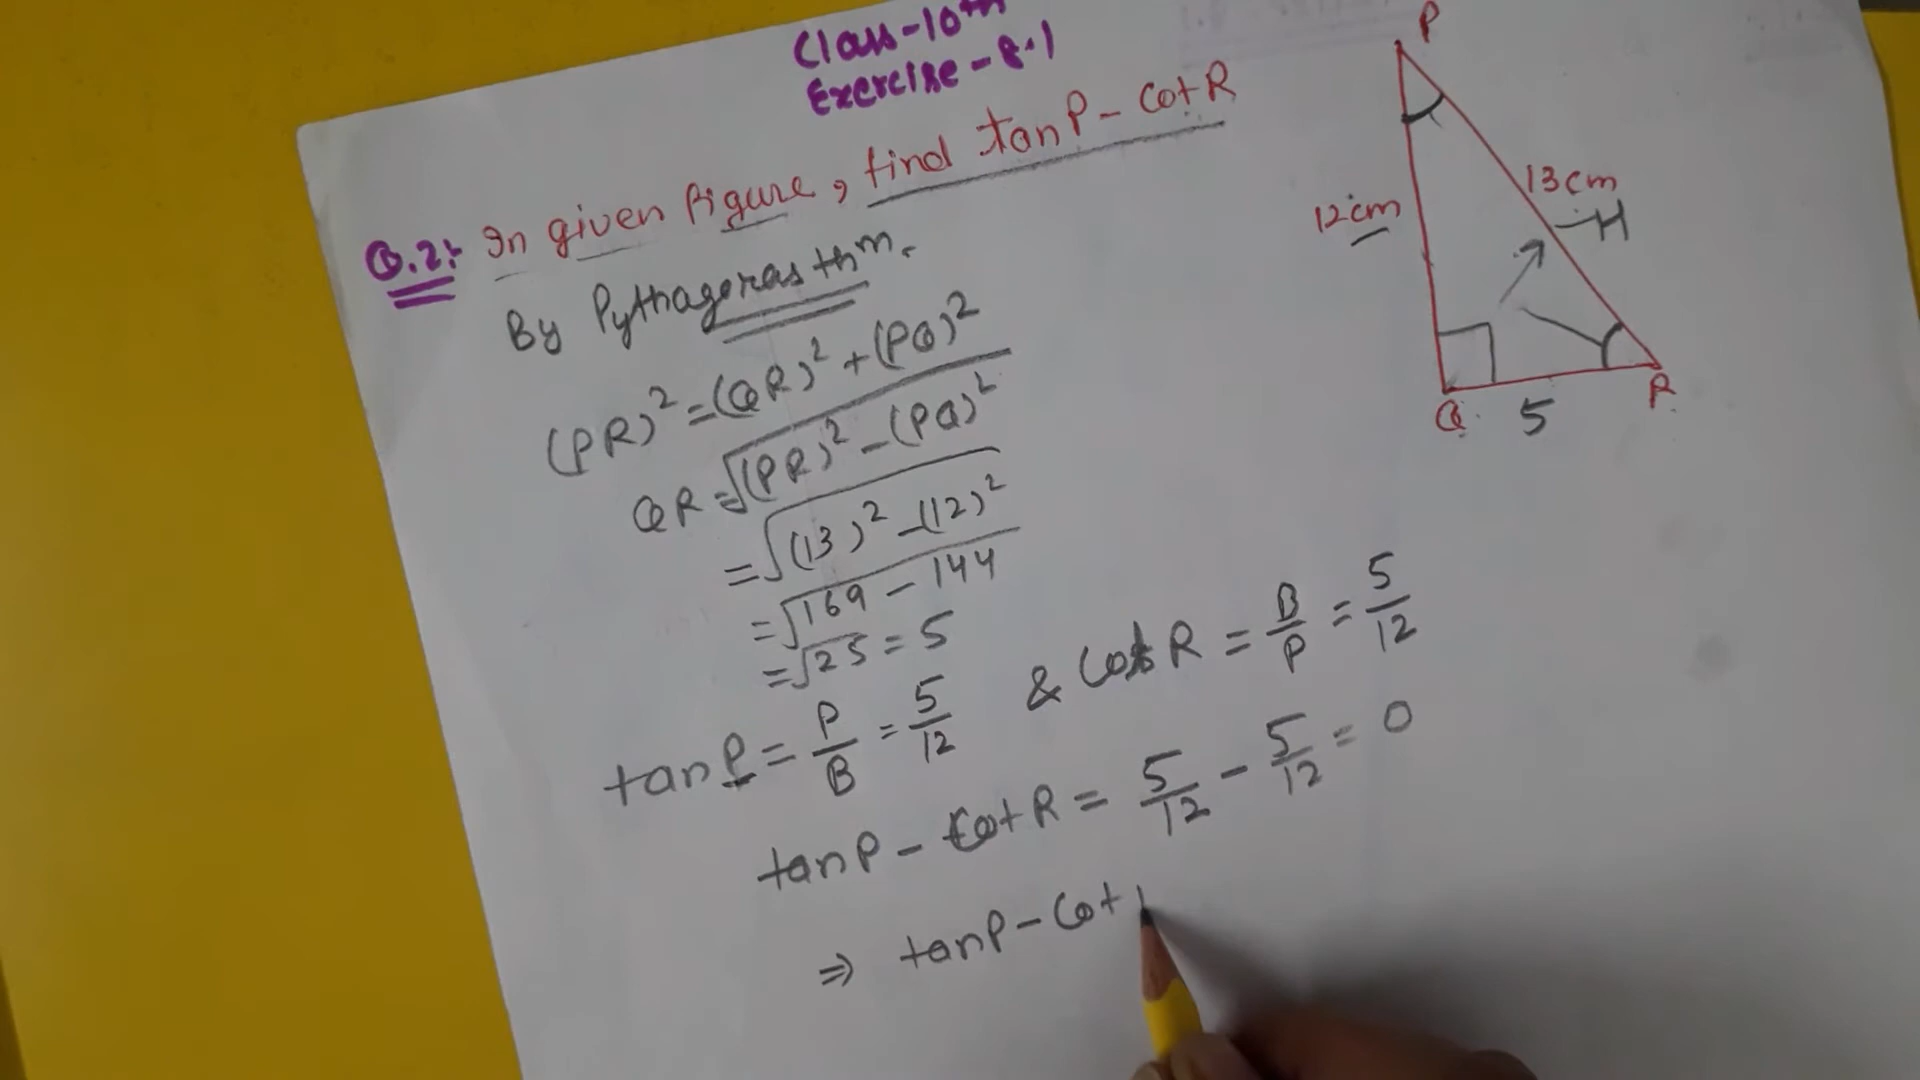 Class-10th
Exercise-8.1
Q.2:- In given figure, find tanP - CotR
By Pythagoras thm.
(PR)² = (QR)² + (PQ)²
QR = √(PR)² - (PQ)²
= √(13)² - (12)²
= √169 - 144
= √25 = 5
tanP = P/B = 5/12 & CotR = B/P = 5/12
tanP - CotR = 5/12 - 5/12 = 0
⇒ tanP - Cot
P
12cm
13cm
H
Q
5
R